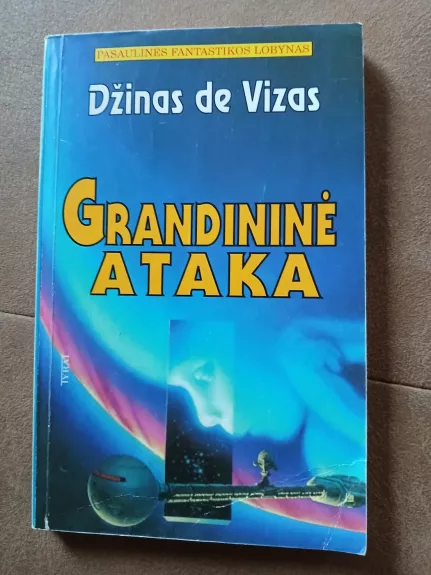 PASAULINĖS FANTASTIKOS LOBYNAS
Džinas de Vizas
GRANDININĖ
ATAKA